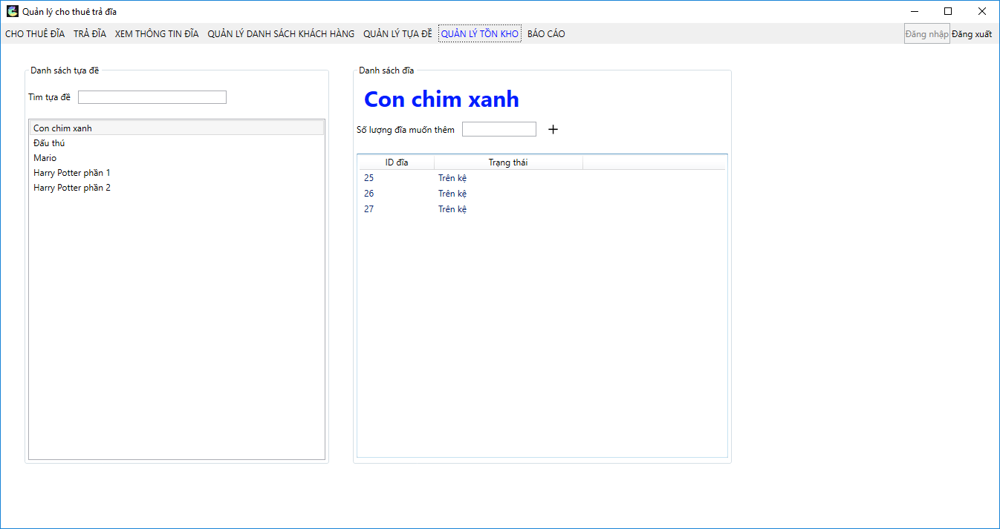 Quản lý cho thuê trả đĩa
CHO THUÊ ĐĨA TRẢ ĐĨA XEM THÔNG TIN ĐĨA QUẢN LÝ DANH SÁCH KHÁCH HÀNG QUẢN LÝ TỰA ĐỀ QUẢN LÝ TỒN KHO BÁO CÁO Đăng nhập Đăng xuất
Danh sách tựa đề
Tìm tựa đề
Con chim xanh
Đấu thú
Mario
Harry Potter phần 1
Harry Potter phần 2
Danh sách đĩa
Con chim xanh
Số lượng đĩa muốn thêm
ID đĩa Trạng thái
25 Trên kệ
26 Trên kệ
27 Trên kệ